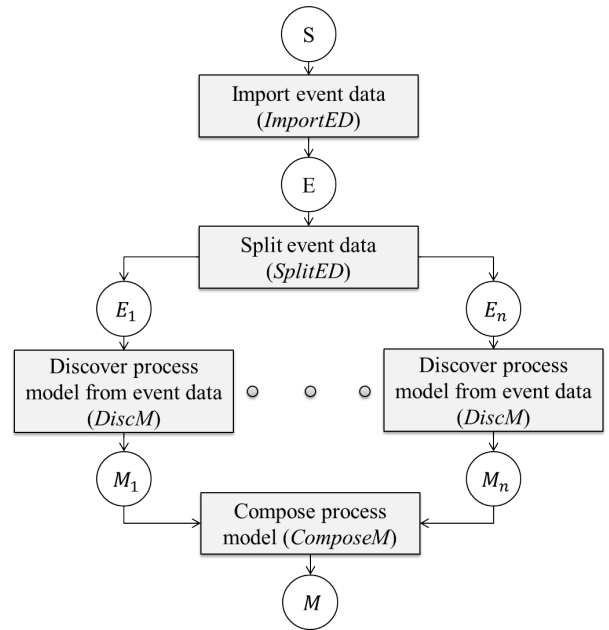 S
Import event data
(ImportED)
E
Split event data
(SplitED)
E₁
Eₙ
Discover process
model from event data
(DiscM)
Discover process
model from event data
(DiscM)
M₁
Mₙ
Compose process
model (ComposeM)
M